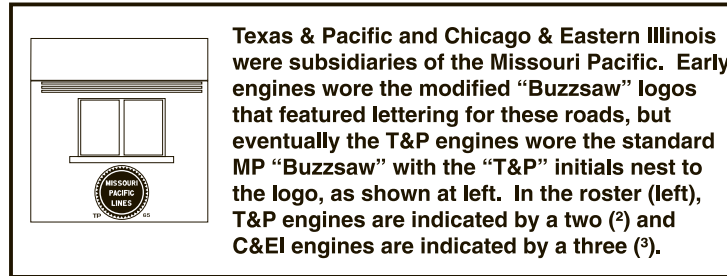 Texas & Pacific and Chicago & Eastern Illinois
were subsidiaries of the Missouri Pacific. Early
engines wore the modified “Buzzsaw” logos
that featured lettering for these roads, but
eventually the T&P engines wore the standard
MP “Buzzsaw” with the “T&P” initials nest to
the logo, as shown at left. In the roster (left),
T&P engines are indicated by a two (²) and
C&EI engines are indicated by a three (³).
MISSOURI
PACIFIC
LINES
TP 65